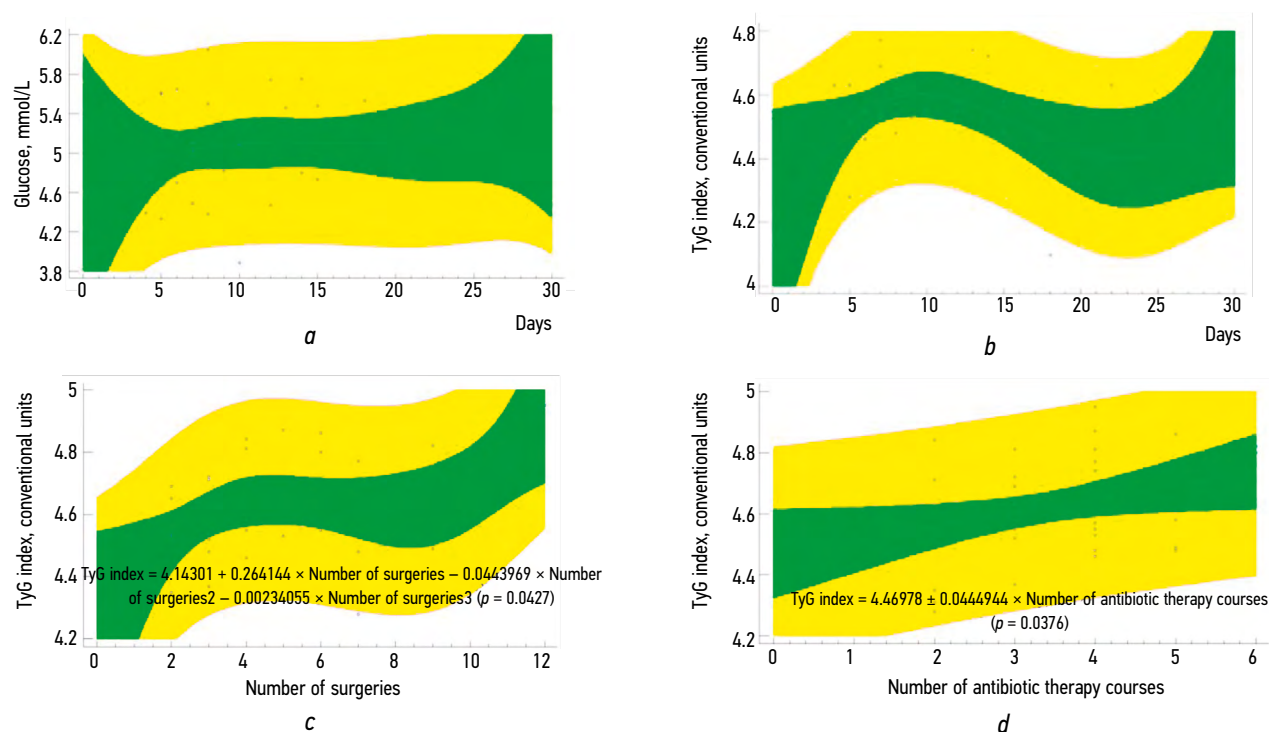 Glucose, mmol/L
6.2
5.8
5.4
5
4.6
4.2
3.8
0 5 10 15 20 25 30
Days
a
TyG index, conventional units
4.8
4.6
4.4
4.2
4
0 5 10 15 20 25 30
Days
b
TyG index, conventional units
5
4.8
4.6
4.4
4.2
TyG index = 4.14301 + 0.264144 × Number of surgeries – 0.0443969 × Number
of surgeries2 – 0.00234055 × Number of surgeries3 (p = 0.0427)
0 2 4 6 8 10 12
Number of surgeries
c
TyG index, conventional units
5
4.8
4.6
4.4
4.2
TyG index = 4.46978 ± 0.0444944 × Number of antibiotic therapy courses
(p = 0.0376)
0 1 2 3 4 5 6
Number of antibiotic therapy courses
d